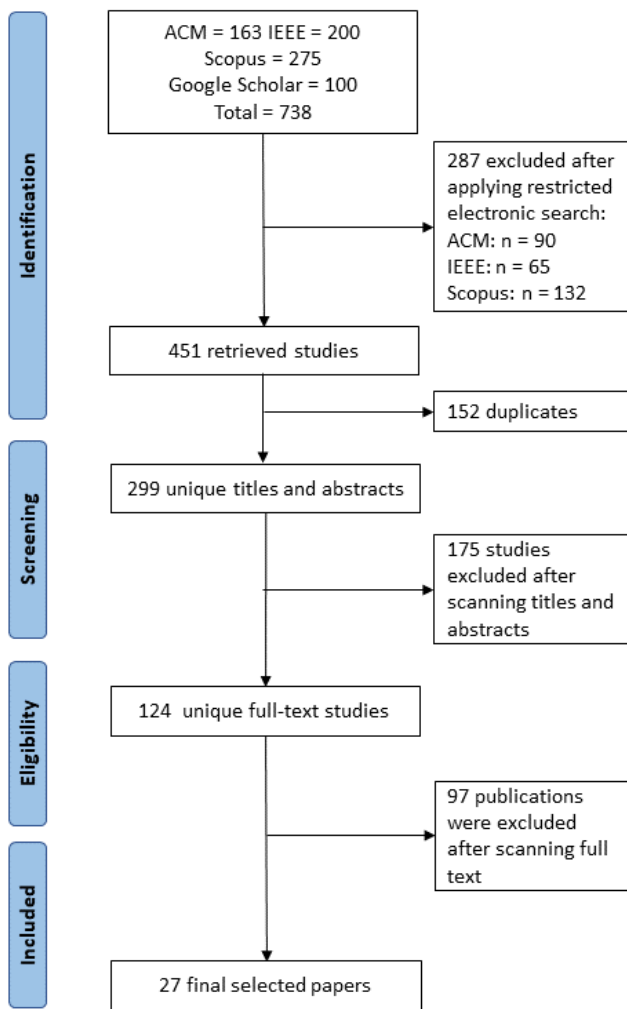 ACM = 163 IEEE = 200
Scopus = 275
Google Scholar = 100
Total = 738
Identification
287 excluded after
applying restricted
electronic search:
ACM: n = 90
IEEE: n = 65
Scopus: n = 132
451 retrieved studies
152 duplicates
Screening
299 unique titles and abstracts
175 studies
excluded after
scanning titles and
abstracts
Eligibility
124 unique full-text studies
97 publications
were excluded
after scanning full
text
Included
27 final selected papers